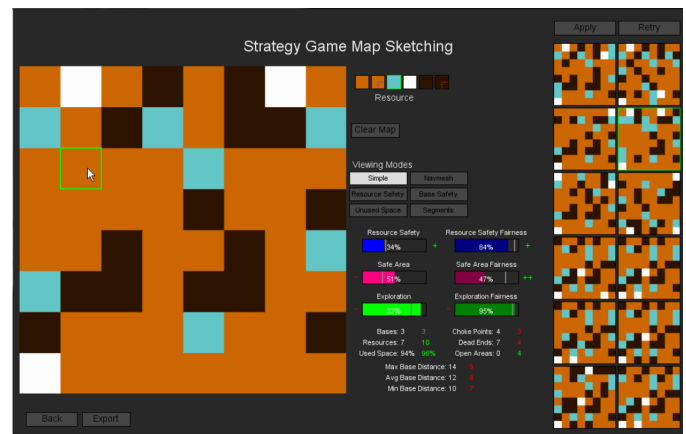 Apply Retry
Strategy Game Map Sketching
Resource
Clear Map
Viewing Modes
Simple Navmesh
Resource Safety Base Safety
Unused Space Segments
Resource Safety Resource Safety Fairness
34% + 84% +
Safe Area Safe Area Fairness
- 51% 47% ++
Exploration Exploration Fairness
- 92% - 95%
Bases: 3 3 Choke Points: 4 3
Resources: 7 10 Dead Ends: 7 4
Used Space: 94% 96% Open Areas: 0 4
Max Base Distance: 14 9
Avg Base Distance: 12 8
Min Base Distance: 10 7
Back Export